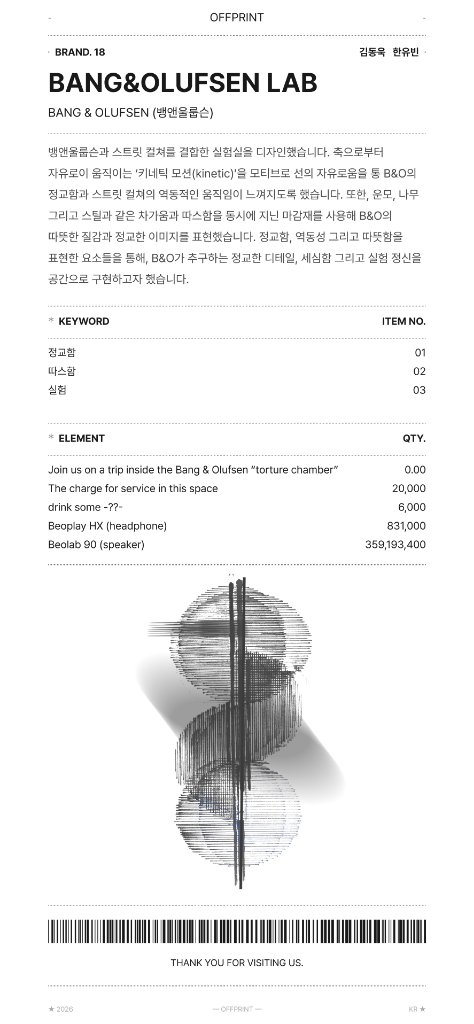 OFFPRINT
BRAND. 18 김동욱 한유빈
BANG&OLUFSEN LAB
BANG & OLUFSEN (뱅앤울룹슨)
뱅앤울룹슨과 스트릿 컬쳐를 결합한 실험실을 디자인했습니다. 축으로부터
자유로이 움직이는 ‘키네틱 모션(kinetic)’을 모티브로 선의 자유로움을 통 B&O의
정교함과 스트릿 컬쳐의 역동적인 움직임이 느껴지도록 했습니다. 또한, 운모, 나무
그리고 스틸과 같은 차가움과 따스함을 동시에 지닌 마감재를 사용해 B&O의
따뜻한 질감과 정교한 이미지를 표현했습니다. 정교함, 역동성 그리고 따뜻함을
표현한 요소들을 통해, B&O가 추구하는 정교한 디테일, 세심함 그리고 실험 정신을
공간으로 구현하고자 했습니다.
* KEYWORD ITEM NO.
정교함 01
따스함 02
실험 03
* ELEMENT QTY.
Join us on a trip inside the Bang & Olufsen “torture chamber” 0.00
The charge for service in this space 20,000
drink some -??- 6,000
Beoplay HX (headphone) 831,000
Beolab 90 (speaker) 359,193,400
THANK YOU FOR VISITING US.
★ 2026 — OFFPRINT — KR ★